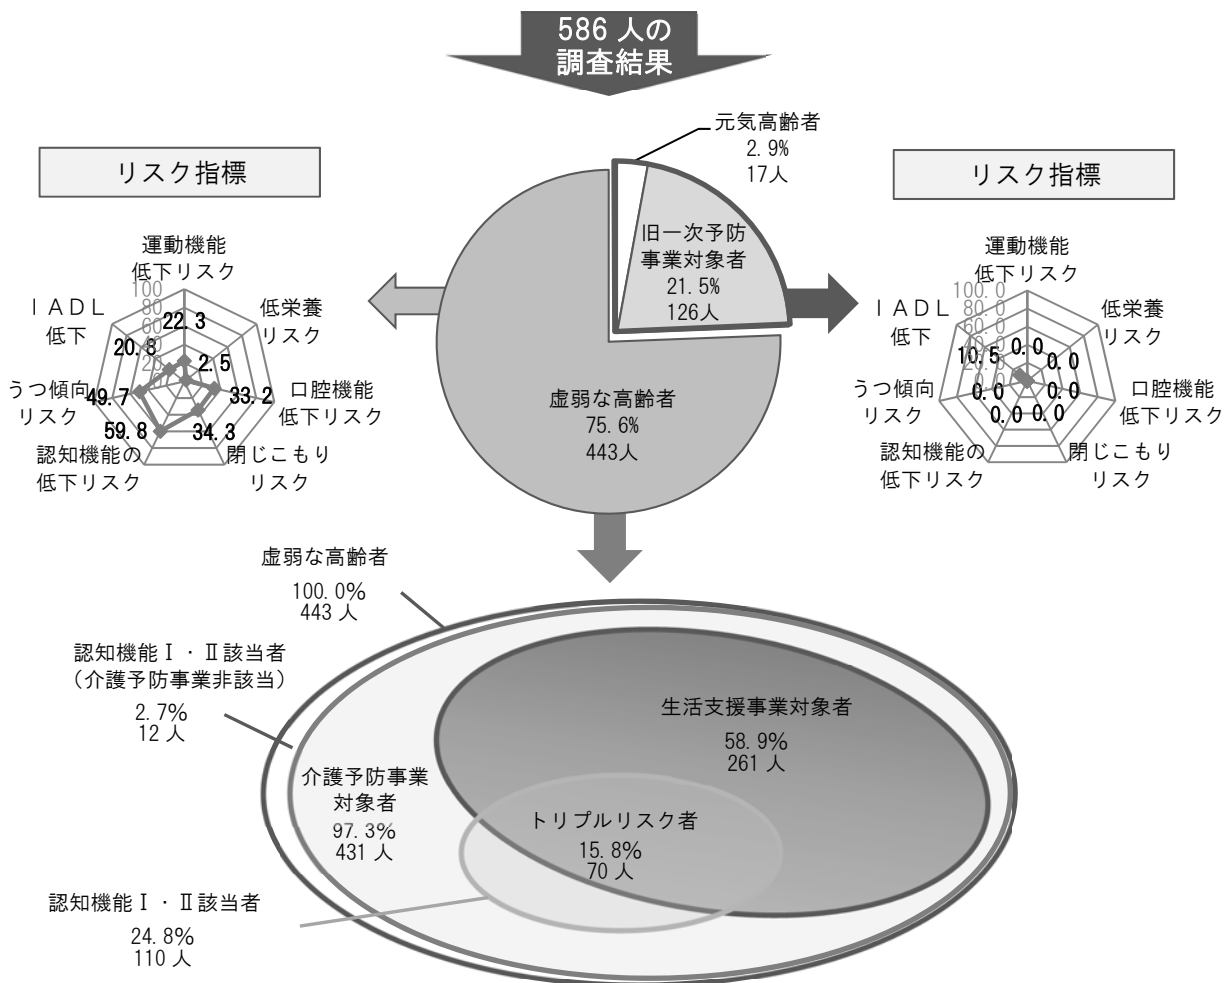 586 人の
調査結果
元気高齢者
2.9%
17人
リスク指標
リスク指標
旧一次予防
事業対象者
21.5%
126人
虚弱な高齢者
75.6%
443人
運動機能
低下リスク
100
80
60
40
20
ＩＡＤＬ
低下
低栄養
リスク
22.3
20.8
2.5
うつ傾向
リスク
49.7
33.2
口腔機能
低下リスク
59.8
34.3
認知機能の
低下リスク
閉じこもり
リスク
運動機能
低下リスク
100.0
80.0
60.0
40.0
20.0
0.0
ＩＡＤＬ
低下
低栄養
リスク
0.0
10.5
0.0
うつ傾向
リスク
0.0
0.0
口腔機能
低下リスク
0.0
0.0
認知機能の
低下リスク
閉じこもり
リスク
虚弱な高齢者
100.0%
443 人
認知機能Ⅰ・Ⅱ該当者
（介護予防事業非該当）
2.7%
12 人
生活支援事業対象者
58.9%
261 人
介護予防事業
対象者
97.3%
431 人
トリプルリスク者
15.8%
70 人
認知機能Ⅰ・Ⅱ該当者
24.8%
110 人